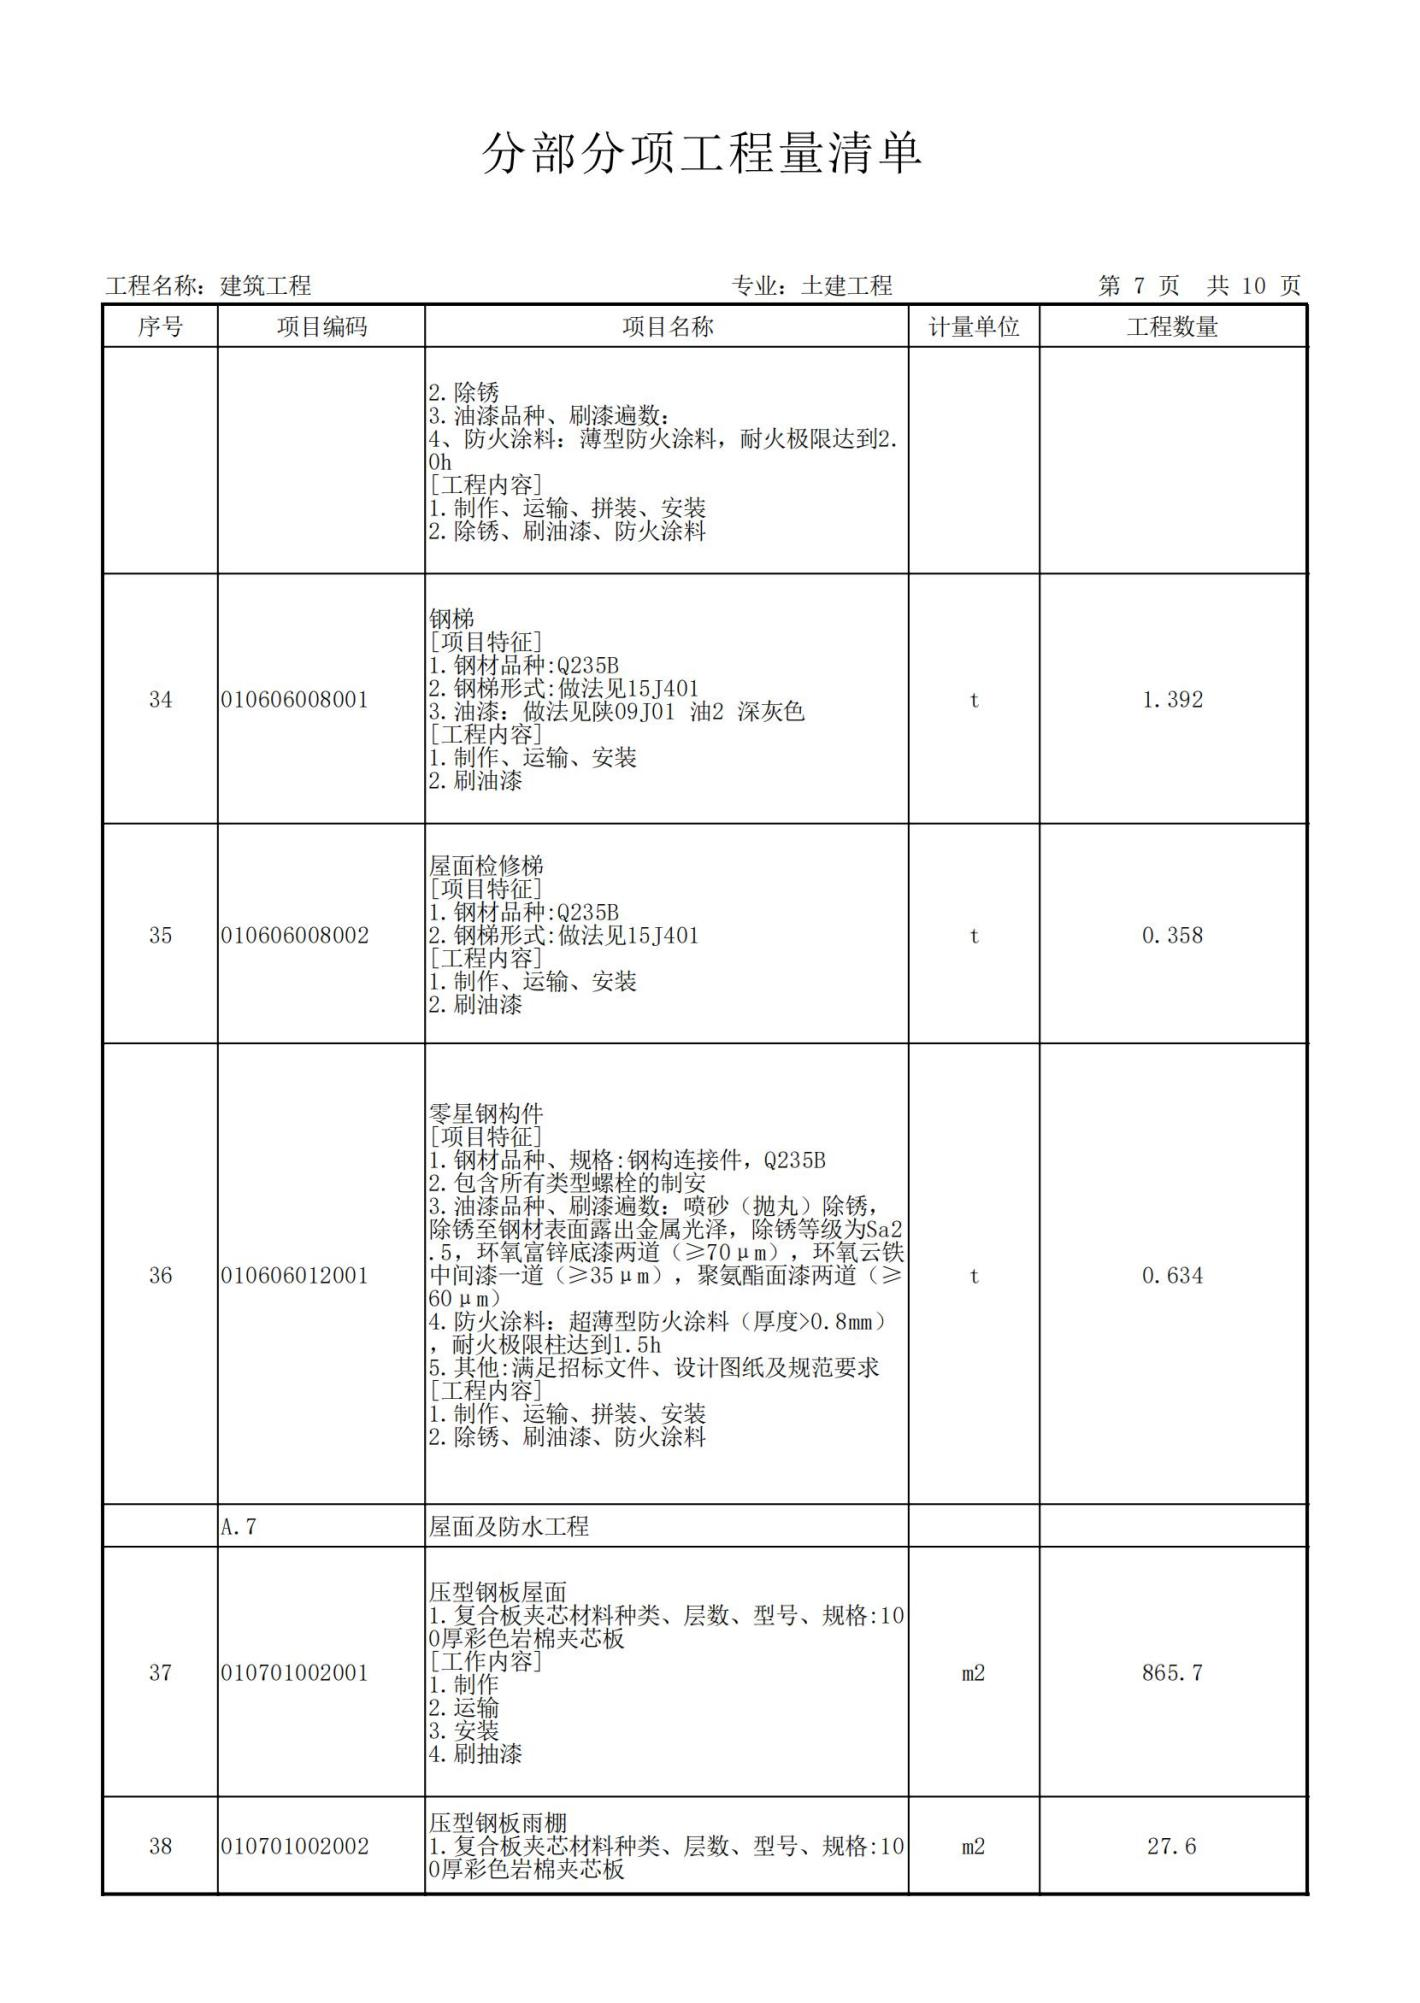 分部分项工程量清单
工程名称：建筑工程 专业：土建工程 第 7 页 共 10 页
序号 项目编码 项目名称 计量单位 工程数量
2.除锈
3.油漆品种、刷漆遍数：
4、防火涂料：薄型防火涂料，耐火极限达到2.
0h
[工程内容]
1.制作、运输、拼装、安装
2.除锈、刷油漆、防火涂料
34 010606008001
钢梯
[项目特征]
1.钢材品种:Q235B
2.钢梯形式:做法见15J401
3.油漆：做法见陕09J01 油2 深灰色
[工程内容]
1.制作、运输、安装
2.刷油漆
t 1.392
35 010606008002
屋面检修梯
[项目特征]
1.钢材品种:Q235B
2.钢梯形式:做法见15J401
[工程内容]
1.制作、运输、安装
2.刷油漆
t 0.358
36 010606012001
零星钢构件
[项目特征]
1.钢材品种、规格:钢构连接件，Q235B
2.包含所有类型螺栓的制安
3.油漆品种、刷漆遍数：喷砂（抛丸）除锈，
除锈至钢材表面露出金属光泽，除锈等级为Sa2
.5，环氧富锌底漆两道（≥70μm），环氧云铁
中间漆一道（≥35μm），聚氨酯面漆两道（≥
60μm）
4.防火涂料：超薄型防火涂料（厚度>0.8mm）
，耐火极限柱达到1.5h
5.其他:满足招标文件、设计图纸及规范要求
[工程内容]
1.制作、运输、拼装、安装
2.除锈、刷油漆、防火涂料
t 0.634
A.7 屋面及防水工程
37 010701002001
压型钢板屋面
1.复合板夹芯材料种类、层数、型号、规格:10
0厚彩色岩棉夹芯板
[工作内容]
1.制作
2.运输
3.安装
4.刷抽漆
m2 865.7
38 010701002002
压型钢板雨棚
1.复合板夹芯材料种类、层数、型号、规格:10
0厚彩色岩棉夹芯板
m2 27.6